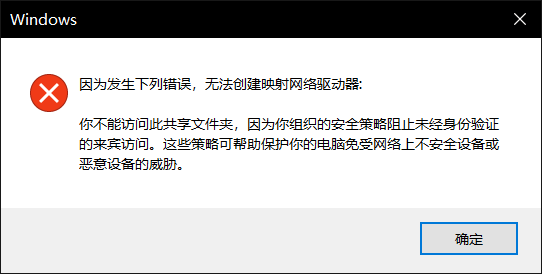 Windows
因为发生下列错误，无法创建映射网络驱动器:
你不能访问此共享文件夹，因为你组织的安全策略阻止未经身份验证
的来宾访问。这些策略可帮助保护你的电脑免受网络上不安全设备或
恶意设备的威胁。
确定